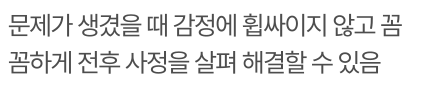 문제가 생겼을 때 감정에 휩싸이지 않고 꼼
꼼하게 전후 사정을 살펴 해결할 수 있음